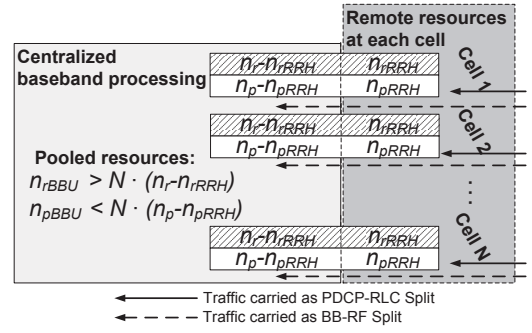 Remote resources
at each cell
Centralized
baseband processing
n_r-n_rRRH n_rRRH
n_p-n_pRRH n_pRRH
Cell 1
n_r-n_rRRH n_rRRH
n_p-n_pRRH n_pRRH
Cell 2
Pooled resources:
n_rBBU > N · (n_r-n_rRRH)
n_pBBU < N · (n_p-n_pRRH)
n_r-n_rRRH n_rRRH
n_p-n_pRRH n_pRRH
Cell N
Traffic carried as PDCP-RLC Split
Traffic carried as BB-RF Split